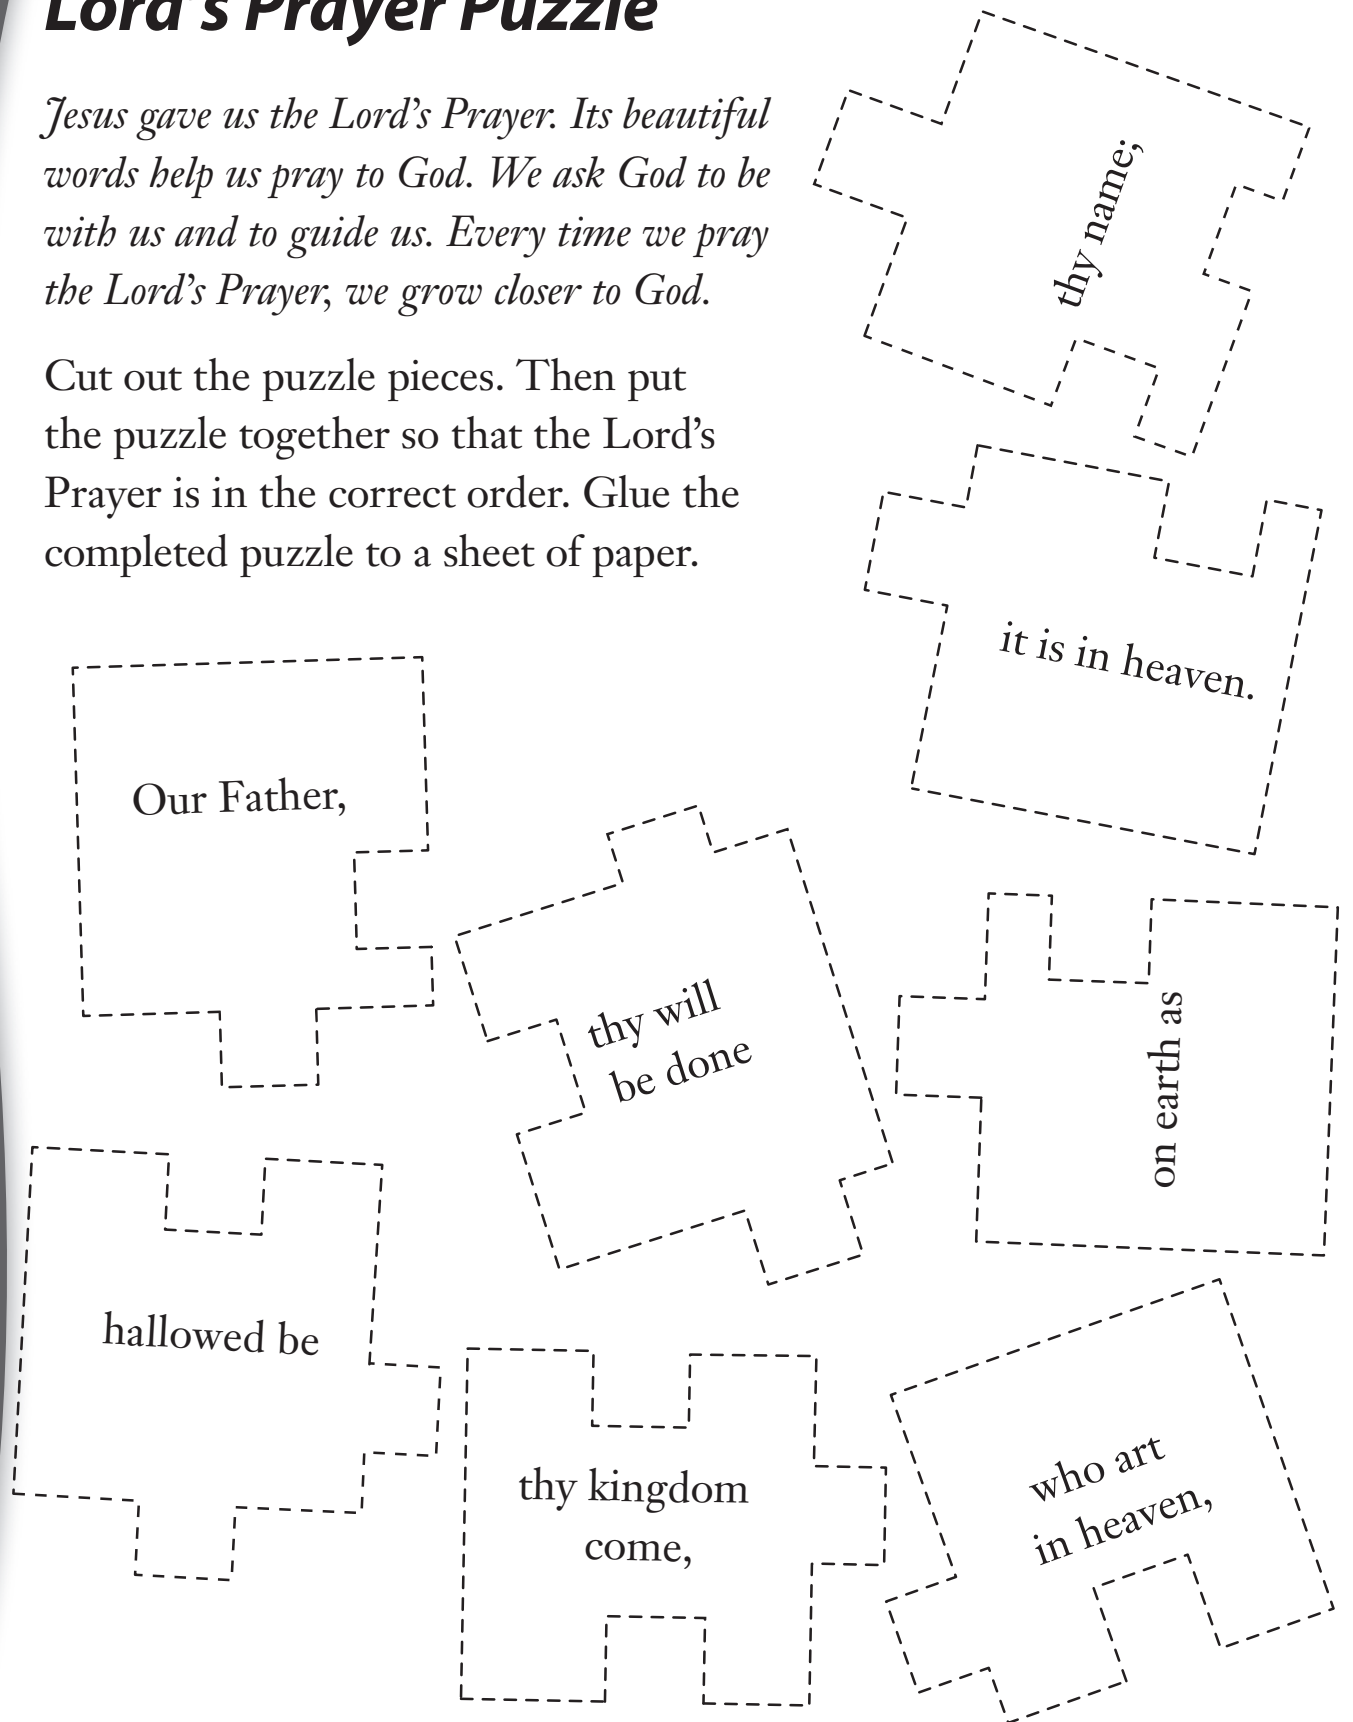 Lord's Prayer Puzzle
Jesus gave us the Lord's Prayer. Its beautiful
words help us pray to God. We ask God to be
with us and to guide us. Every time we pray
the Lord's Prayer, we grow closer to God.
Cut out the puzzle pieces. Then put
the puzzle together so that the Lord's
Prayer is in the correct order. Glue the
completed puzzle to a sheet of paper.
thy name;
it is in heaven.
Our Father,
thy will
be done
on earth as
hallowed be
thy kingdom
come,
who art
in heaven,